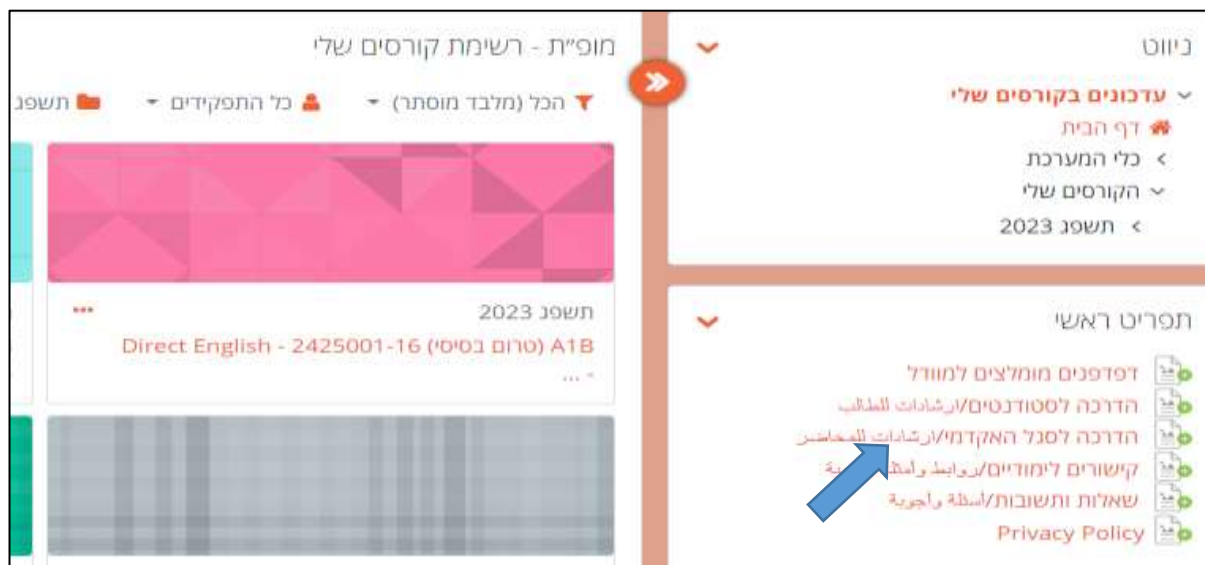 ניווט
עדכונים בקורסים שלי
דף הבית
כלי המערכת
הקורסים שלי
תשפג 2023
תפריט ראשי
דפדפנים מומלצים למוודל
הדרכה לסטודנטים/ارشادات للطالب
הדרכה לסגל האקדמי/ارشادات للمحاضر
קישורים לימודיים/روابط وأمثلة
שאלות ותשובות/أسئلة وأجوبة
Privacy Policy
מופ״ת - רשימת קורסים שלי
הכל (מלבד מוסתר) כל התפקידים תשפג
תשפג 2023
Direct English - 2425001-16 (טרום בסיסי) A1B
- ...